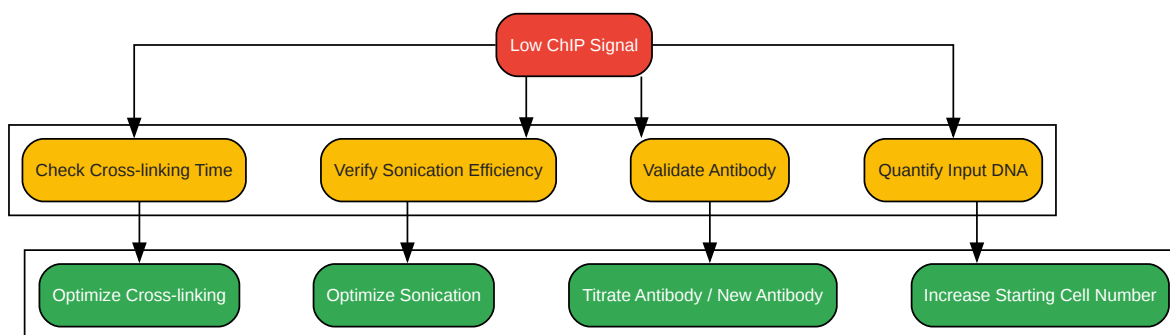 Low ChIP Signal
Check Cross-linking Time
Verify Sonication Efficiency
Validate Antibody
Quantify Input DNA
Optimize Cross-linking
Optimize Sonication
Titrate Antibody / New Antibody
Increase Starting Cell Number